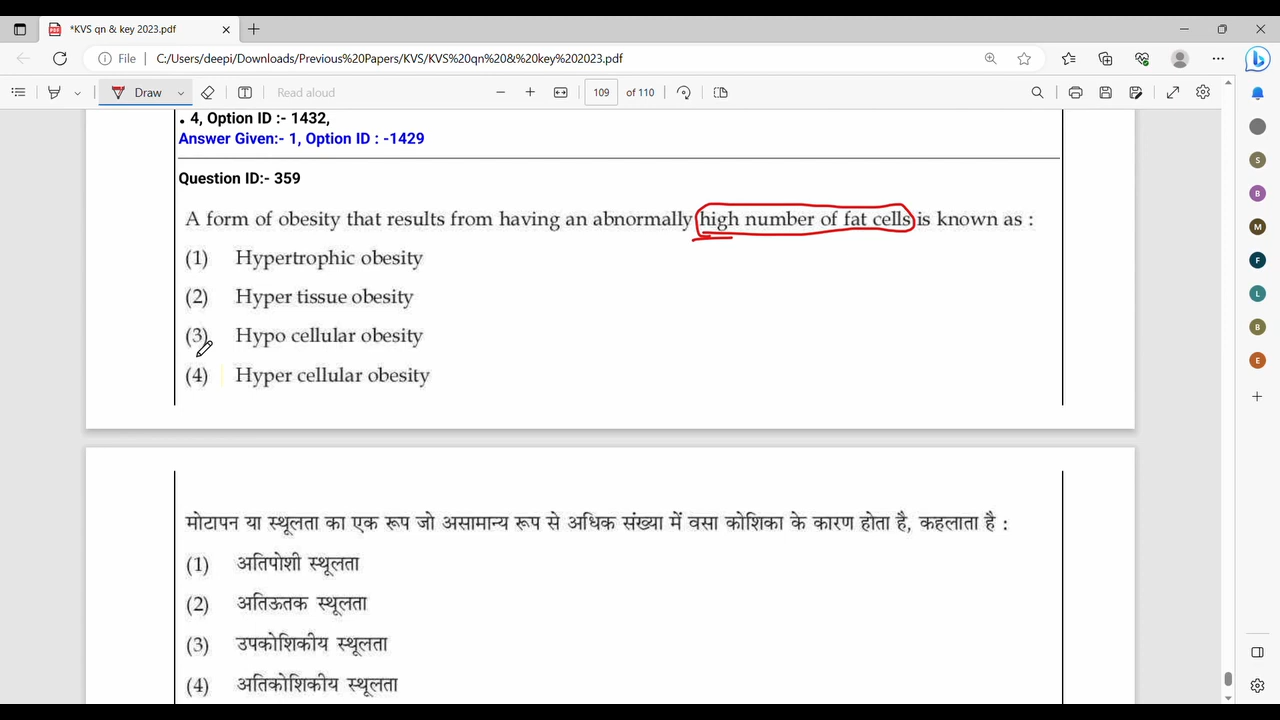 *KVS qn & key 2023.pdf
File
C:/Users/deepi/Downloads/Previous%20Papers/KVS/KVS%20qn%20&%20key%202023.pdf
Draw
Read aloud
109 of 110
. 4, Option ID :- 1432,
Answer Given:- 1, Option ID : -1429
Question ID:- 359
A form of obesity that results from having an abnormally high number of fat cells is known as :
(1) Hypertrophic obesity
(2) Hyper tissue obesity
(3) Hypo cellular obesity
(4) Hyper cellular obesity
मोटापन या स्थूलता का एक रूप जो असामान्य रूप से अधिक संख्या में वसा कोशिका के कारण होता है, कहलाता है :
(1) अतिपोशी स्थूलता
(2) अतिऊतक स्थूलता
(3) उपकोशिकीय स्थूलता
(4) अतिकोशिकीय स्थूलता
S
B
M
F
L
B
E